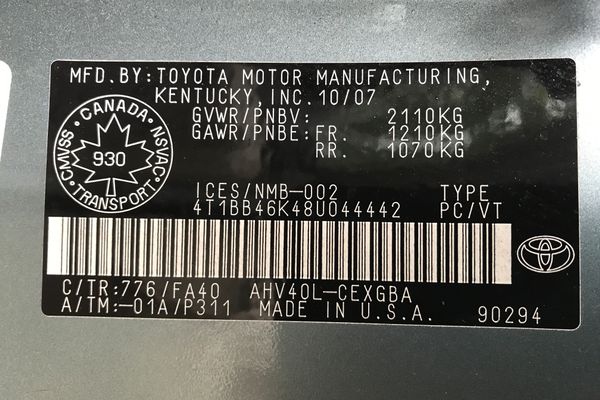 MFD. BY: TOYOTA MOTOR MANUFACTURING,
KENTUCKY, INC. 10/07
GVWR/PNBV: 2110KG
GAWR/PNBE: FR. 1210KG
RR. 1070KG
CANADA
CMVSS NSVAC
930
TRANSPORT
ICES/NMB-002 TYPE
4T1BB46K48U044442 PC/VT
C/TR: 776/FA40 AHV40L-CEXGBA
A/TM: -01A/P311 MADE IN U.S.A. 90294